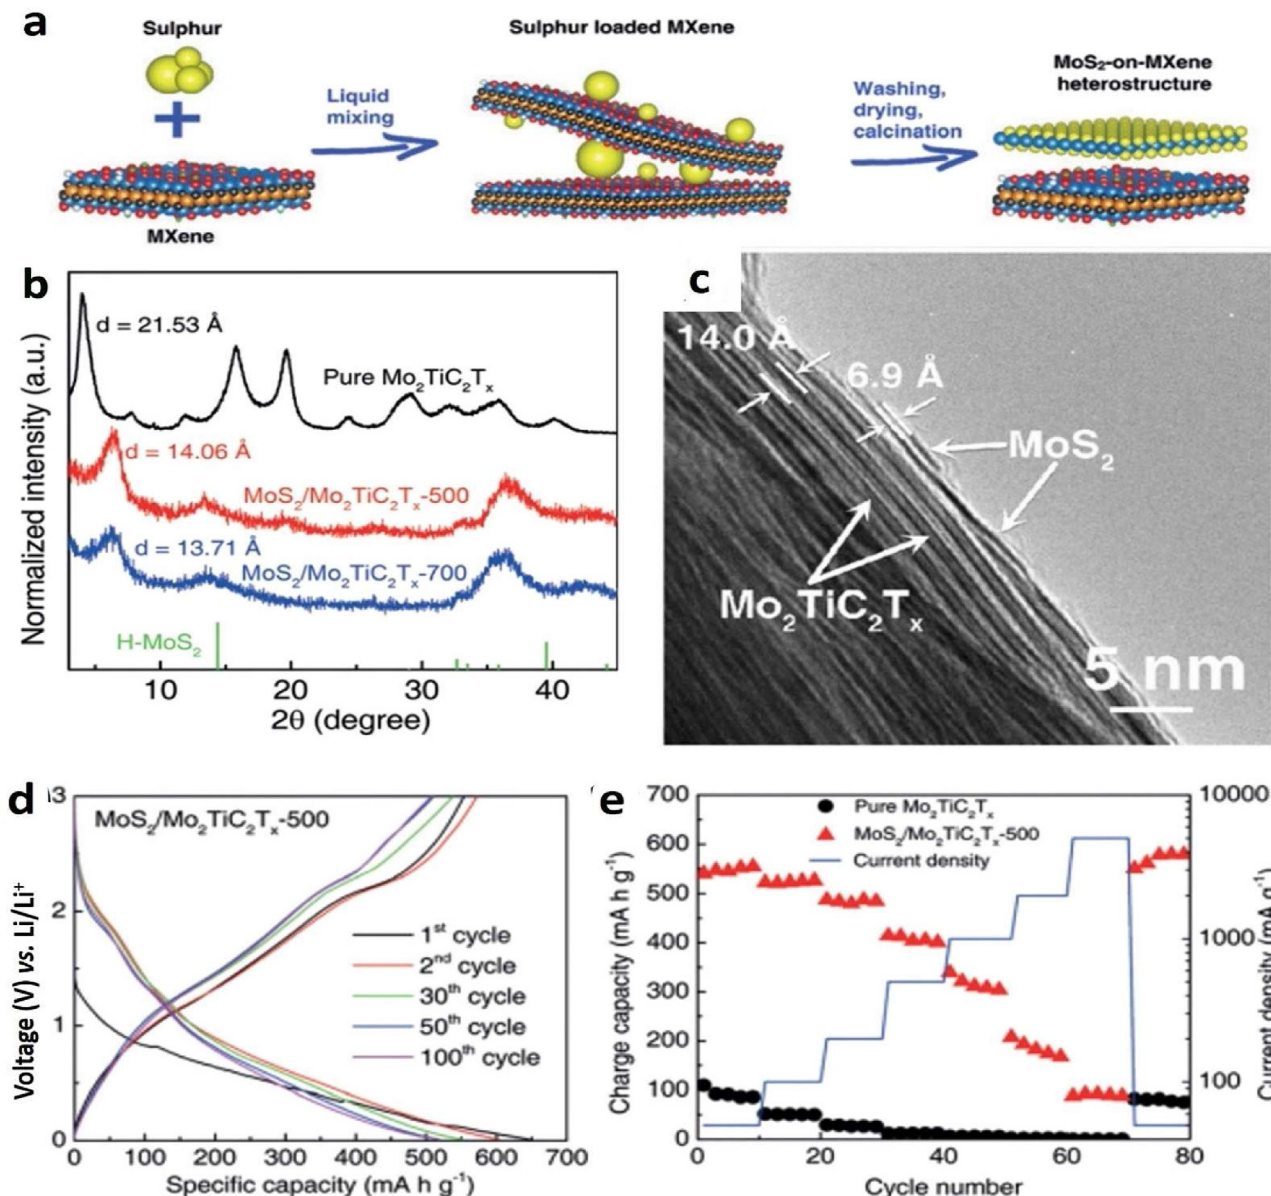 a
Sulphur
Sulphur loaded MXene
MoS₂-on-MXene
heterostructure
Liquid
mixing
Washing,
drying,
calcination
MXene
b
d = 21.53 Å
Pure Mo₂TiC₂Tₓ
d = 14.06 Å
MoS₂/Mo₂TiC₂Tₓ-500
d = 13.71 Å
MoS₂/Mo₂TiC₂Tₓ-700
H-MoS₂
Normalized intensity (a.u.)
10 20 30 40
2θ (degree)
c
14.0 Å
6.9 Å
MoS₂
Mo₂TiC₂Tₓ
5 nm
d
MoS₂/Mo₂TiC₂Tₓ-500
3
2
1
0
Voltage (V) vs. Li/Li⁺
1ˢᵗ cycle
2ⁿᵈ cycle
30ᵗʰ cycle
50ᵗʰ cycle
100ᵗʰ cycle
0 100 200 300 400 500 600 700
Specific capacity (mA h g⁻¹)
e
Pure Mo₂TiC₂Tₓ
MoS₂/Mo₂TiC₂Tₓ-500
Current density
700
600
500
400
300
200
100
0
Charge capacity (mA h g⁻¹)
10000
1000
100
Current density (mA g⁻¹)
0 20 40 60 80
Cycle number